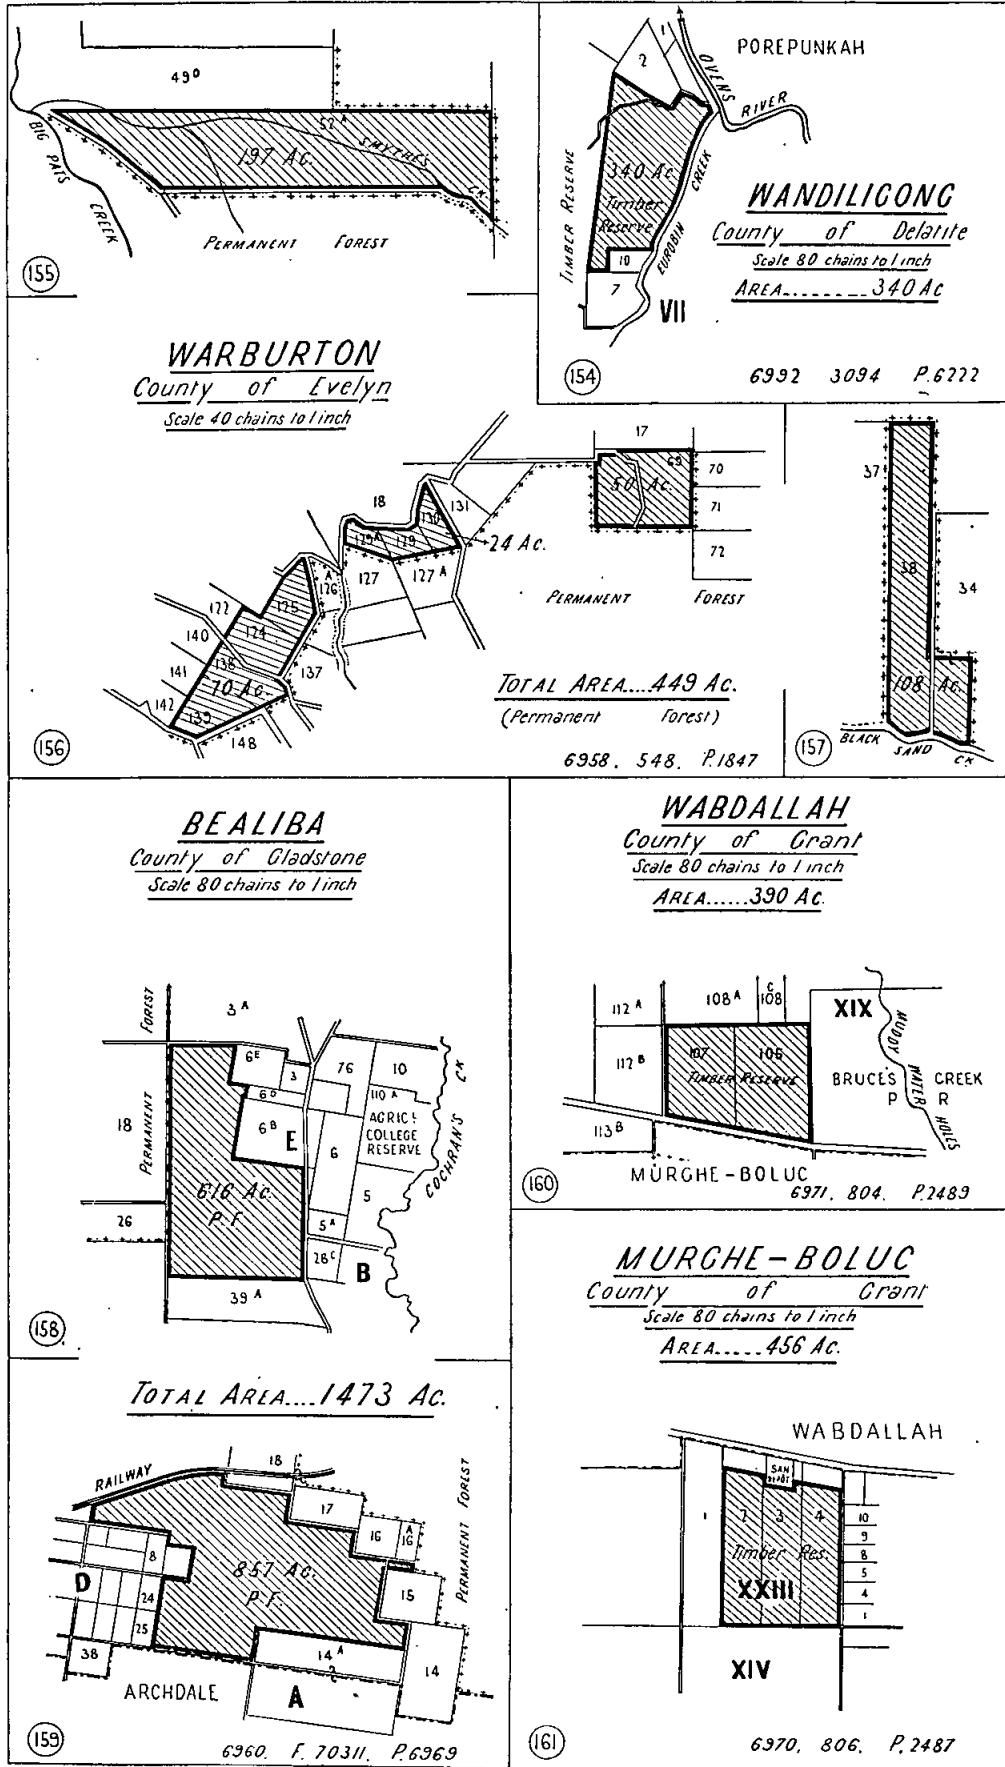 49D
52A
SMYTHES
197 Ac.
CK
BIG PATS
CREEK
PERMANENT FOREST
155
1
2
OVENS
RIVER
POREPUNKAH
TIMBER RESERVE
340 Ac
Timber
Reserve
CREEK
EUROBIN
10
7
VII
WANDILIGONG
County of Delatite
Scale 80 chains to 1 inch
AREA.......... 340 Ac
154
6992 3094 P.6222
WARBURTON
County of Evelyn
Scale 40 chains to 1 inch
17
69
50 Ac.
70
71
72
18
131
130
129A
129
24 Ac.
A
126
127
127A
125
122
124
140
138
137
141
70 Ac.
142
139
148
PERMANENT FOREST
TOTAL AREA....449 Ac.
(Permanent Forest)
156
6958. 548. P.1847
37
38
34
108 Ac.
BLACK SAND CK
157
BEALIBA
County of Gladstone
Scale 80 chains to 1 inch
PERMANENT FOREST
3A
6E
3
76
10
CK
6D
110A
6B
E
AGRIC L
COLLEGE
RESERVE
6
18
616 Ac.
P.F.
5
COCHRAN'S
26
5A
28C
B
39A
158
WABDALLAH
County of Grant
Scale 80 chains to 1 inch
AREA......390 Ac.
112A
108A
C
108
XIX
MUDDY WATER HOLES
112B
107
106
TIMBER RESERVE
BRUCE'S CREEK
P R
113B
MURGHE-BOLUC
160
6971. 804. P.2489
TOTAL AREA....1473 Ac.
RAILWAY
18
17
16
A
16
PERMANENT FOREST
8
857 Ac.
P.F.
D
24
15
25
38
14A
14
ARCHDALE
A
159
6960. F. 70311. P.6969
MURGHE-BOLUC
County of Grant
Scale 80 chains to 1 inch
AREA.....456 Ac.
WABDALLAH
SAN
DEPOT
1
2
3
4
10
9
8
5
4
1
Timber Res.
XXIII
XIV
161
6970. 806. P.2487